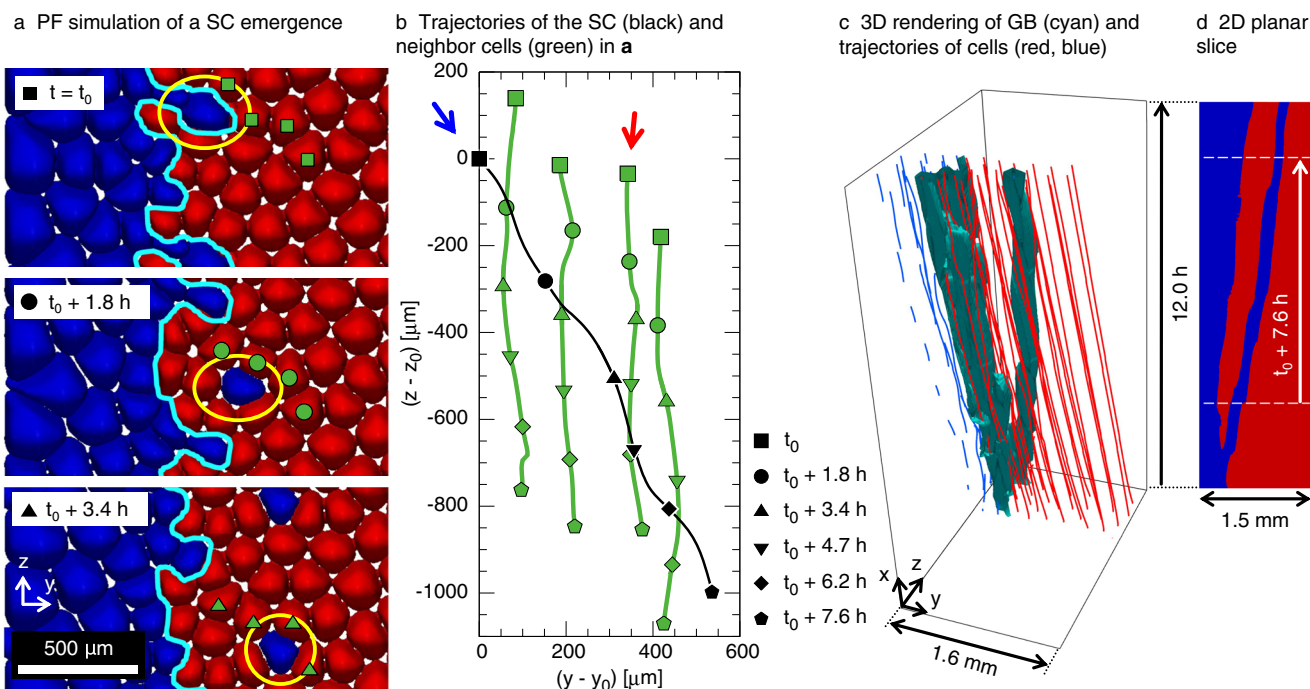 a PF simulation of a SC emergence
t = t0
t0 + 1.8 h
t0 + 3.4 h
z
y
500 μm
b Trajectories of the SC (black) and
neighbor cells (green) in a
200
0
-200
-400
-600
-800
-1000
(z - z0) [μm]
0 200 400 600
(y - y0) [μm]
t0
t0 + 1.8 h
t0 + 3.4 h
t0 + 4.7 h
t0 + 6.2 h
t0 + 7.6 h
c 3D rendering of GB (cyan) and
trajectories of cells (red, blue)
x
z
y
1.6 mm
12.0 h
d 2D planar
slice
t0 + 7.6 h
1.5 mm